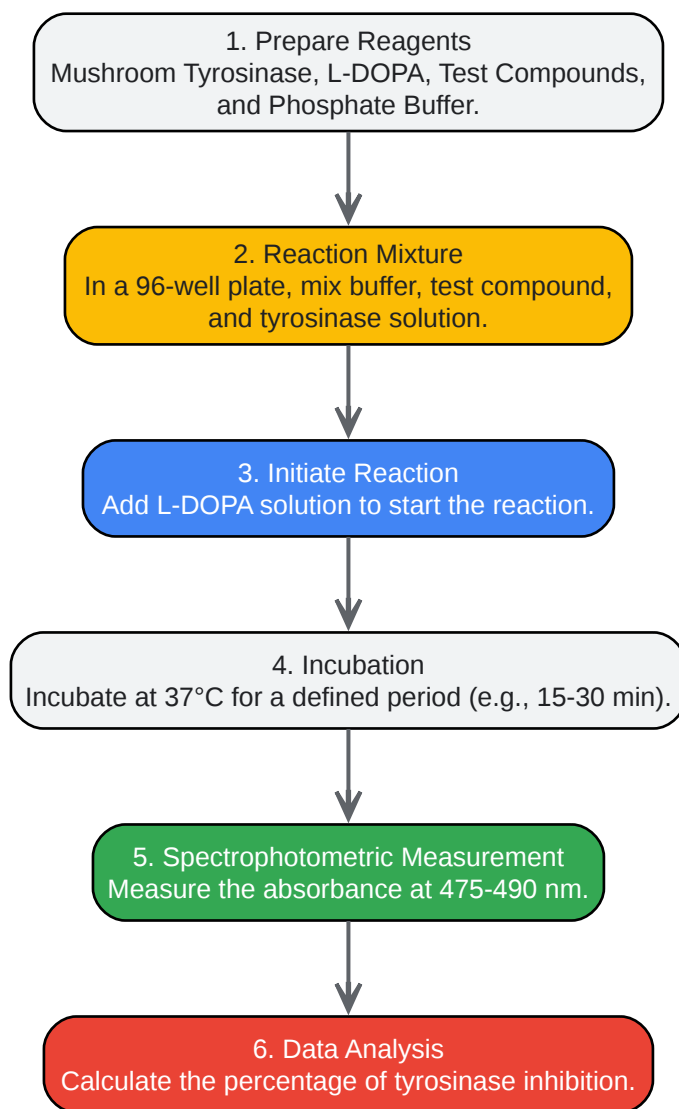 1. Prepare Reagents
Mushroom Tyrosinase, L-DOPA, Test Compounds,
and Phosphate Buffer.
2. Reaction Mixture
In a 96-well plate, mix buffer, test compound,
and tyrosinase solution.
3. Initiate Reaction
Add L-DOPA solution to start the reaction.
4. Incubation
Incubate at 37°C for a defined period (e.g., 15-30 min).
5. Spectrophotometric Measurement
Measure the absorbance at 475-490 nm.
6. Data Analysis
Calculate the percentage of tyrosinase inhibition.